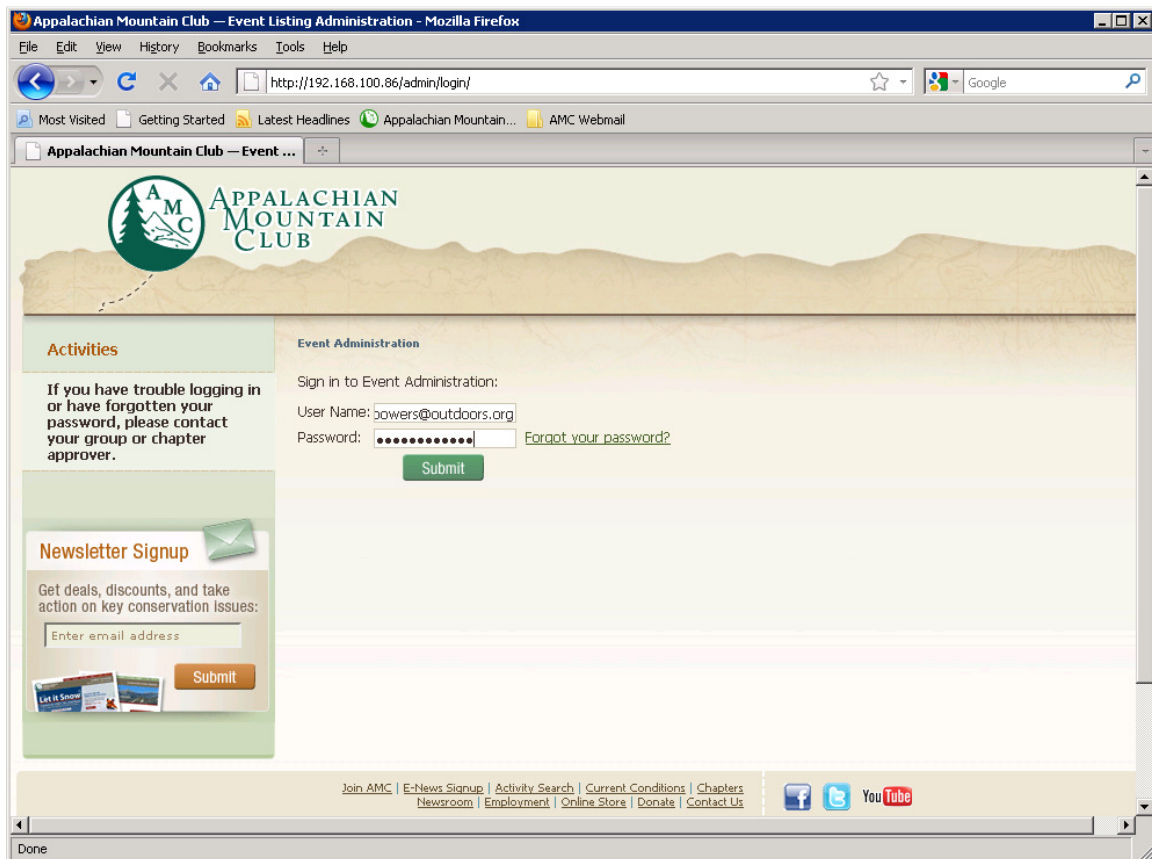 Appalachian Mountain Club — Event Listing Administration - Mozilla Firefox
File Edit View History Bookmarks Tools Help
http://192.168.100.86/admin/login/
Google
Most Visited Getting Started Latest Headlines Appalachian Mountain... AMC Webmail
Appalachian Mountain Club — Event ...
AMC
APPALACHIAN
MOUNTAIN
CLUB
Activities
If you have trouble logging in
or have forgotten your
password, please contact
your group or chapter
approver.
Event Administration
Sign in to Event Administration:
User Name: powers@outdoors.org
Password: ●●●●●●●●●●●● Forgot your password?
Submit
Newsletter Signup
Get deals, discounts, and take
action on key conservation issues:
Enter email address
Submit
Let it Snow
Join AMC | E-News Signup | Activity Search | Current Conditions | Chapters
Newsroom | Employment | Online Store | Donate | Contact Us
You Tube
Done